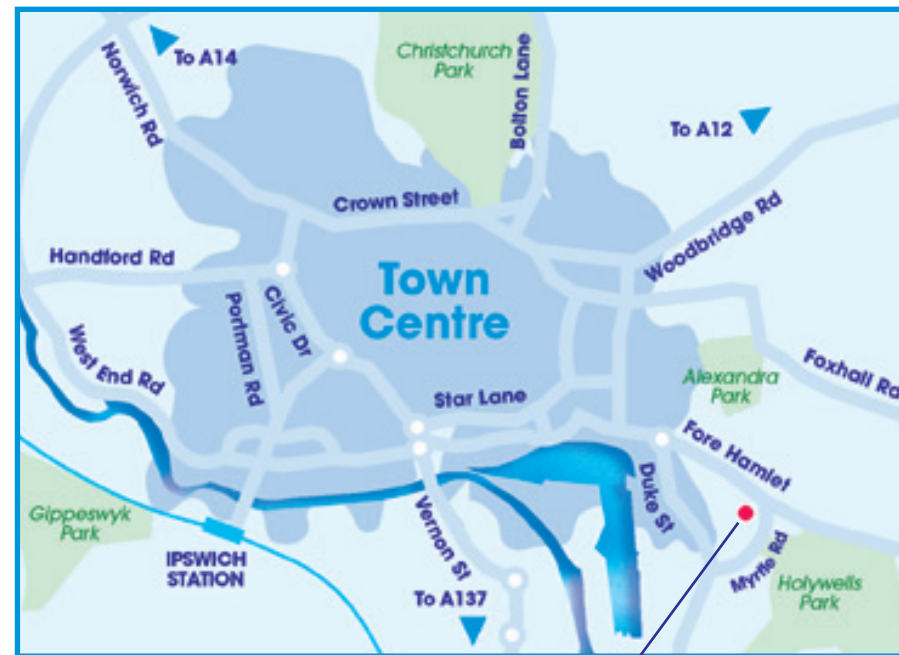 To A14
Norwich Rd
Christchurch
Park
Bolton Lane
To A12
Crown Street
Woodbridge Rd
Handford Rd
Town
Centre
Civic Dr
Portman Rd
West End Rd
Foxhall Rd
Alexandra
Park
Star Lane
Fore Hamlet
Duke St
Gippeswyk
Park
IPSWICH
STATION
Vernon St
Myrtle Rd
Holywells
Park
To A137